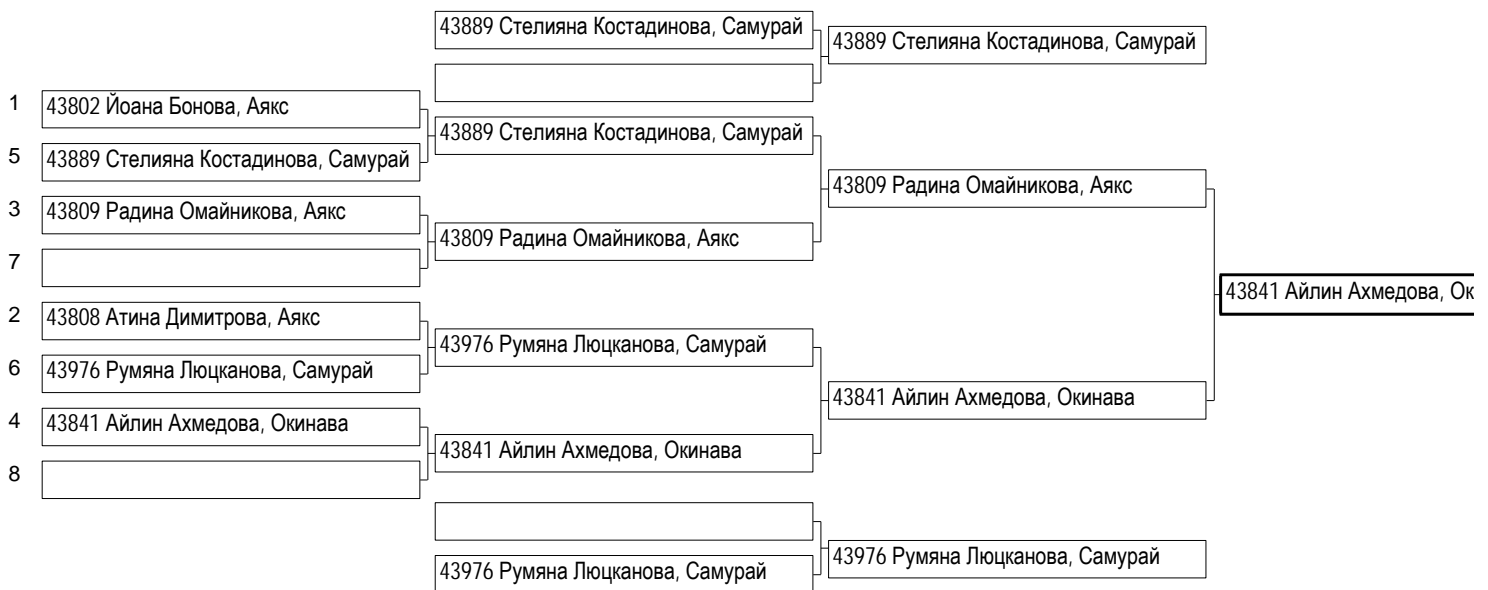 43889 Стелияна Костадинова, Самурай
43889 Стелияна Костадинова, Самурай
1 43802 Йоана Бонова, Аякс
43889 Стелияна Костадинова, Самурай
5 43889 Стелияна Костадинова, Самурай
43809 Радина Омайникова, Аякс
3 43809 Радина Омайникова, Аякс
43809 Радина Омайникова, Аякс
7
43841 Айлин Ахмедова, Ок
2 43808 Атина Димитрова, Аякс
43976 Румяна Люцканова, Самурай
6 43976 Румяна Люцканова, Самурай
43841 Айлин Ахмедова, Окинава
4 43841 Айлин Ахмедова, Окинава
43841 Айлин Ахмедова, Окинава
8
43976 Румяна Люцканова, Самурай
43976 Румяна Люцканова, Самурай